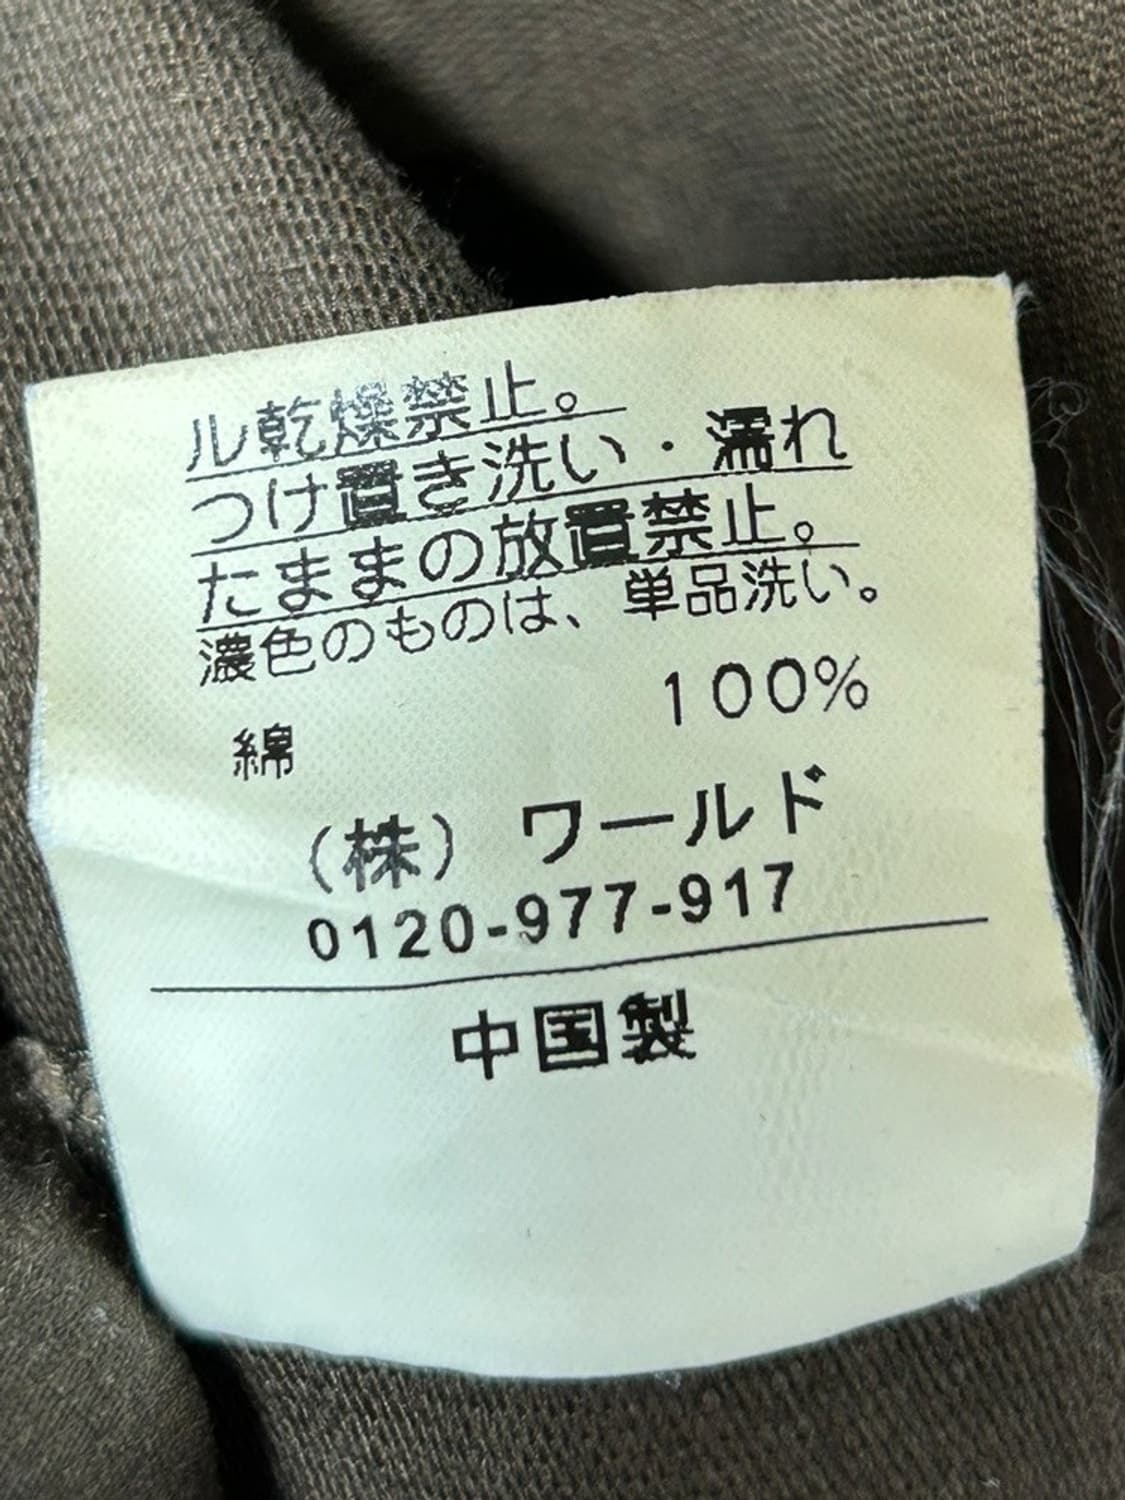 ル乾燥禁止。
つけ置き洗い・濡れ
たままの放置禁止。
濃色のものは、単品洗い。
綿 100%
（株）ワールド
0120-977-917
中国製